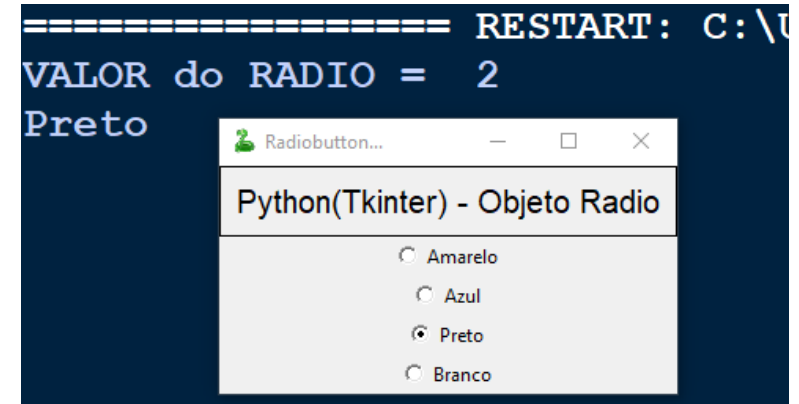 ================== RESTART: C:\U
VALOR do RADIO =  2
Preto
Radiobutton...
Python(Tkinter) - Objeto Radio
Amarelo
Azul
Preto
Branco